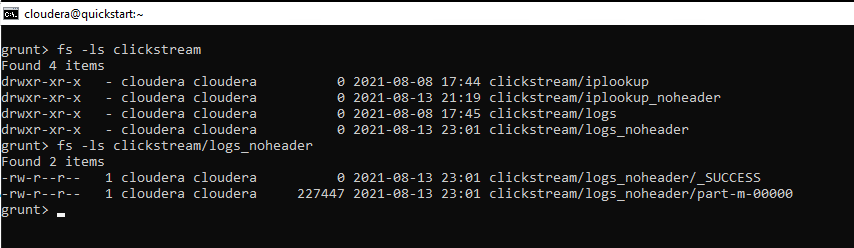 cloudera@quickstart:~
grunt> fs -ls clickstream
Found 4 items
drwxr-xr-x   - cloudera cloudera          0 2021-08-08 17:44 clickstream/iplookup
drwxr-xr-x   - cloudera cloudera          0 2021-08-13 21:19 clickstream/iplookup_noheader
drwxr-xr-x   - cloudera cloudera          0 2021-08-08 17:45 clickstream/logs
drwxr-xr-x   - cloudera cloudera          0 2021-08-13 23:01 clickstream/logs_noheader
grunt> fs -ls clickstream/logs_noheader
Found 2 items
-rw-r--r--   1 cloudera cloudera          0 2021-08-13 23:01 clickstream/logs_noheader/_SUCCESS
-rw-r--r--   1 cloudera cloudera     227447 2021-08-13 23:01 clickstream/logs_noheader/part-m-00000
grunt>